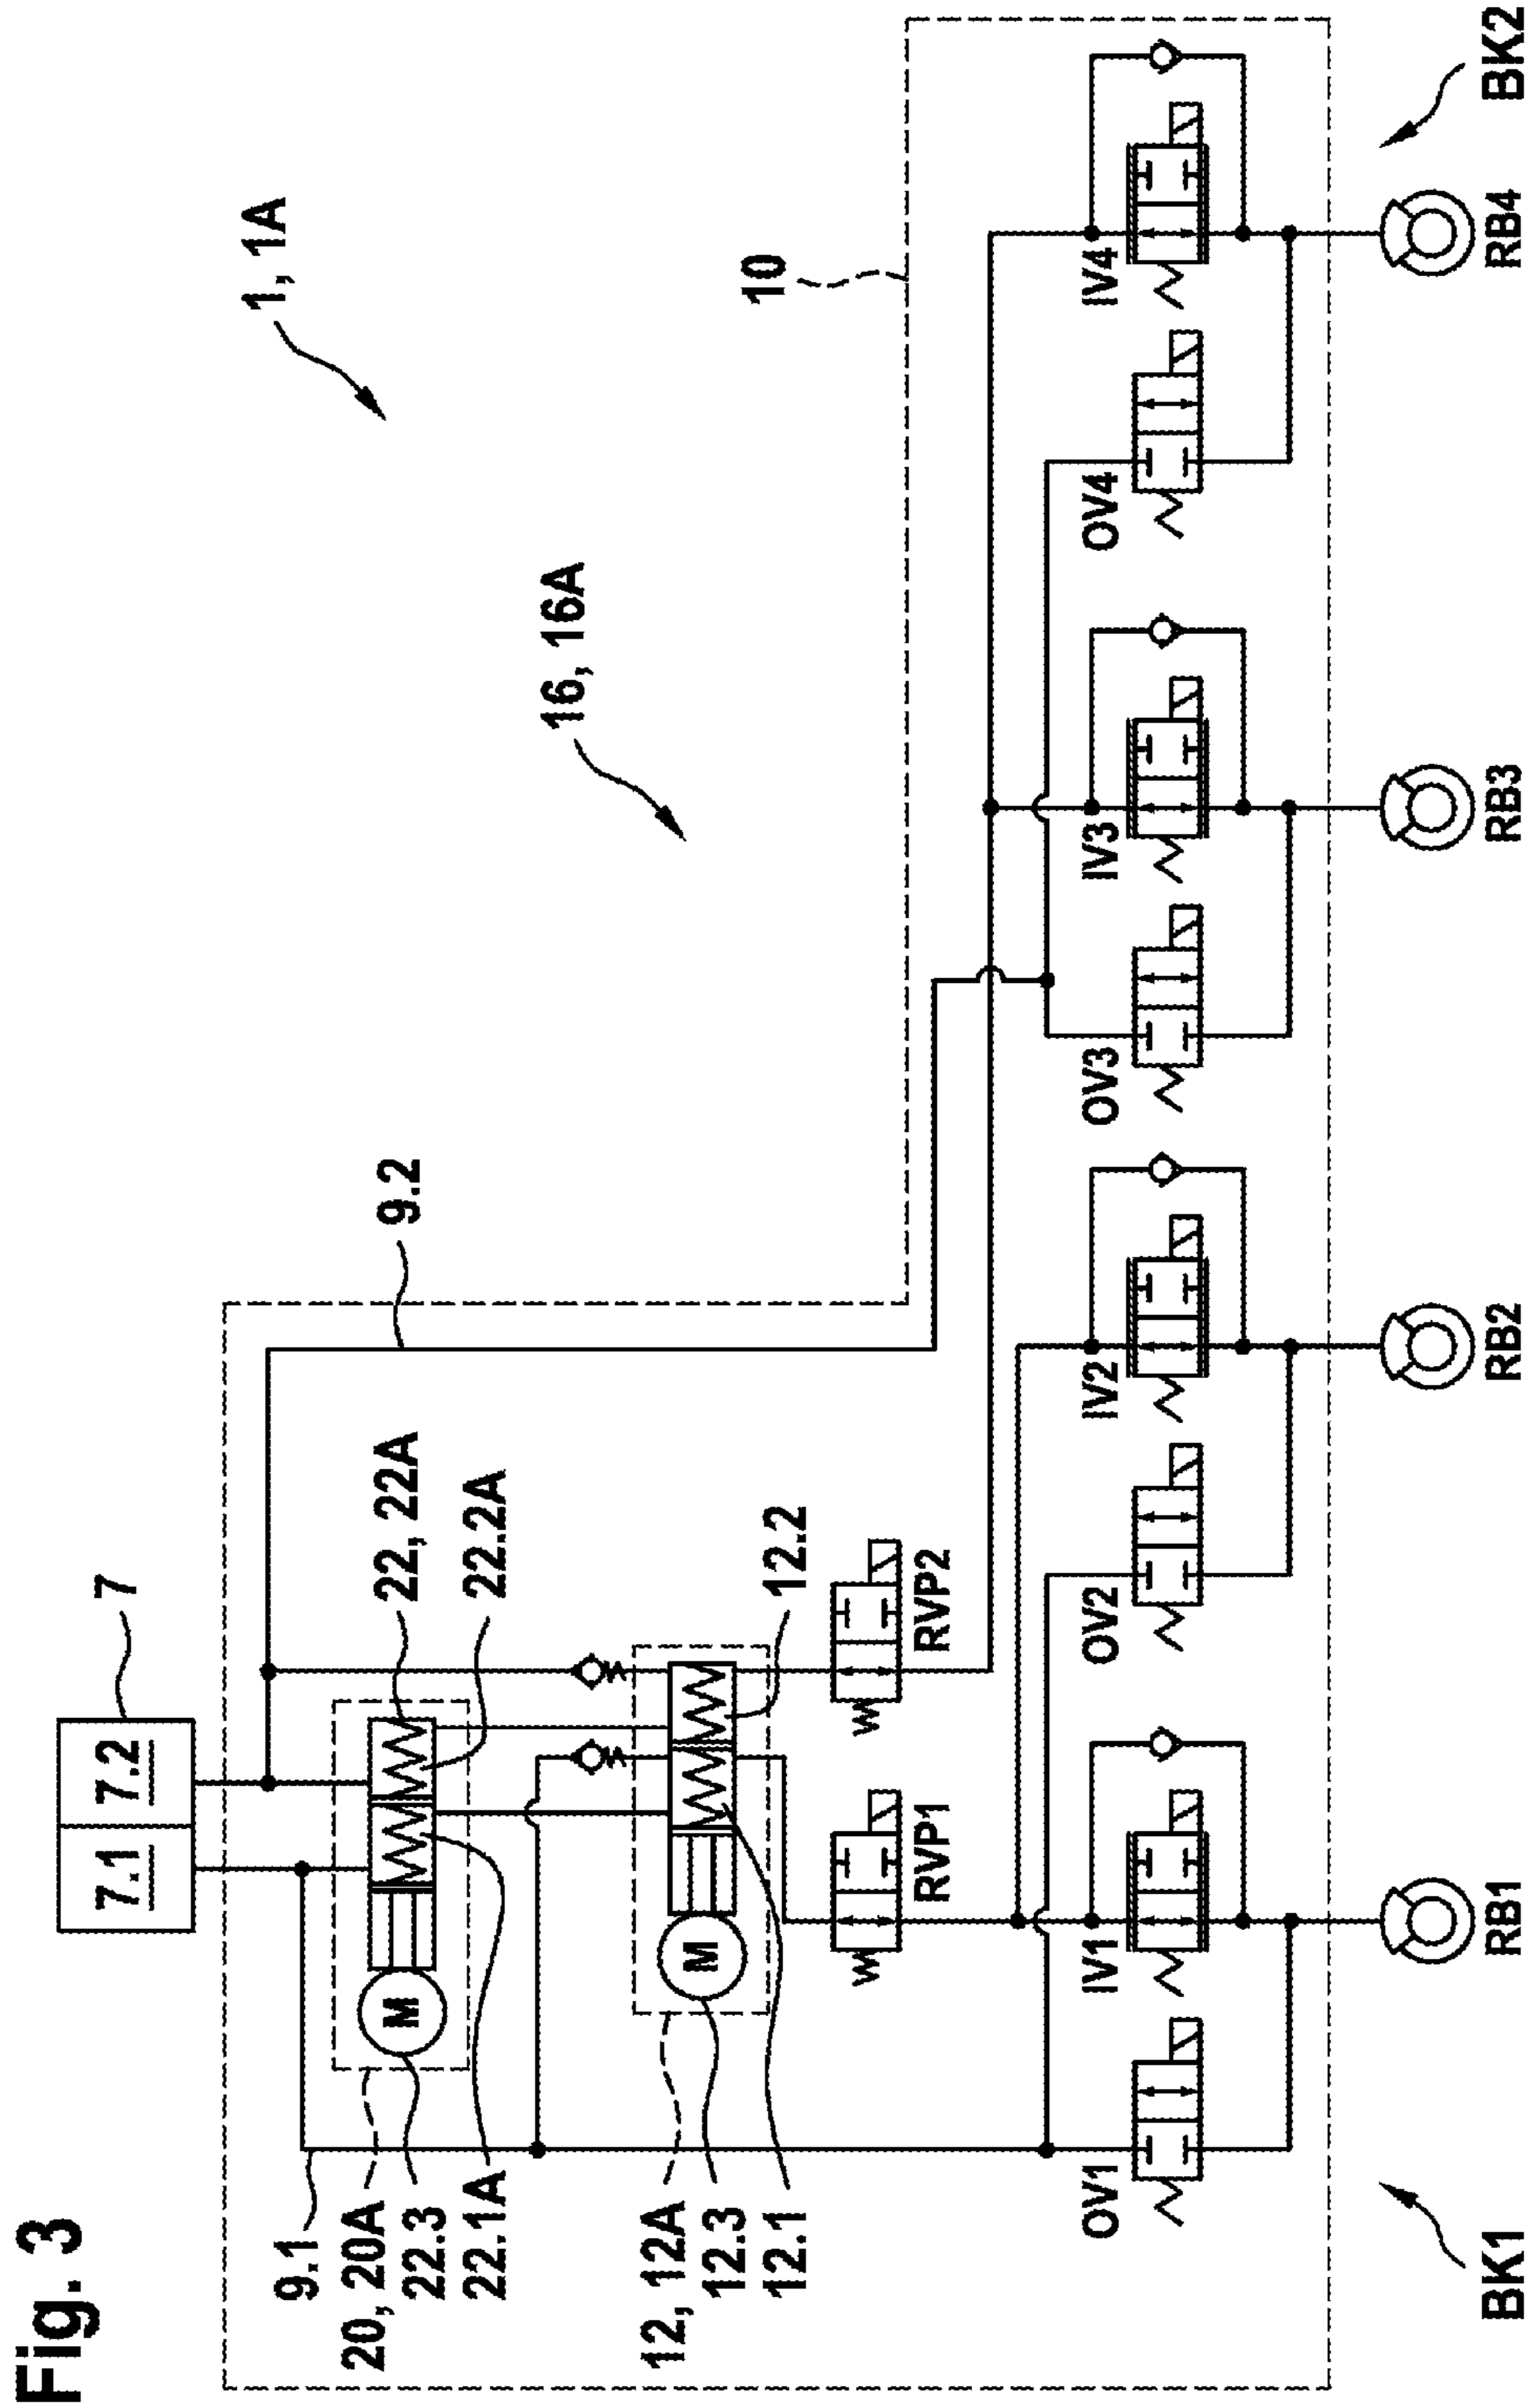 Fig. 3
1, 1A
7
7.1
7.2
9.1
9.2
20, 20A
22.3
22.1A
22, 22A
22.2A
16, 16A
12, 12A
12.3
12.1
12.2
10
M
M
RVP1
RVP2
OV1
IV1
OV2
IV2
OV3
IV3
OV4
IV4
RB1
RB2
RB3
RB4
BK1
BK2